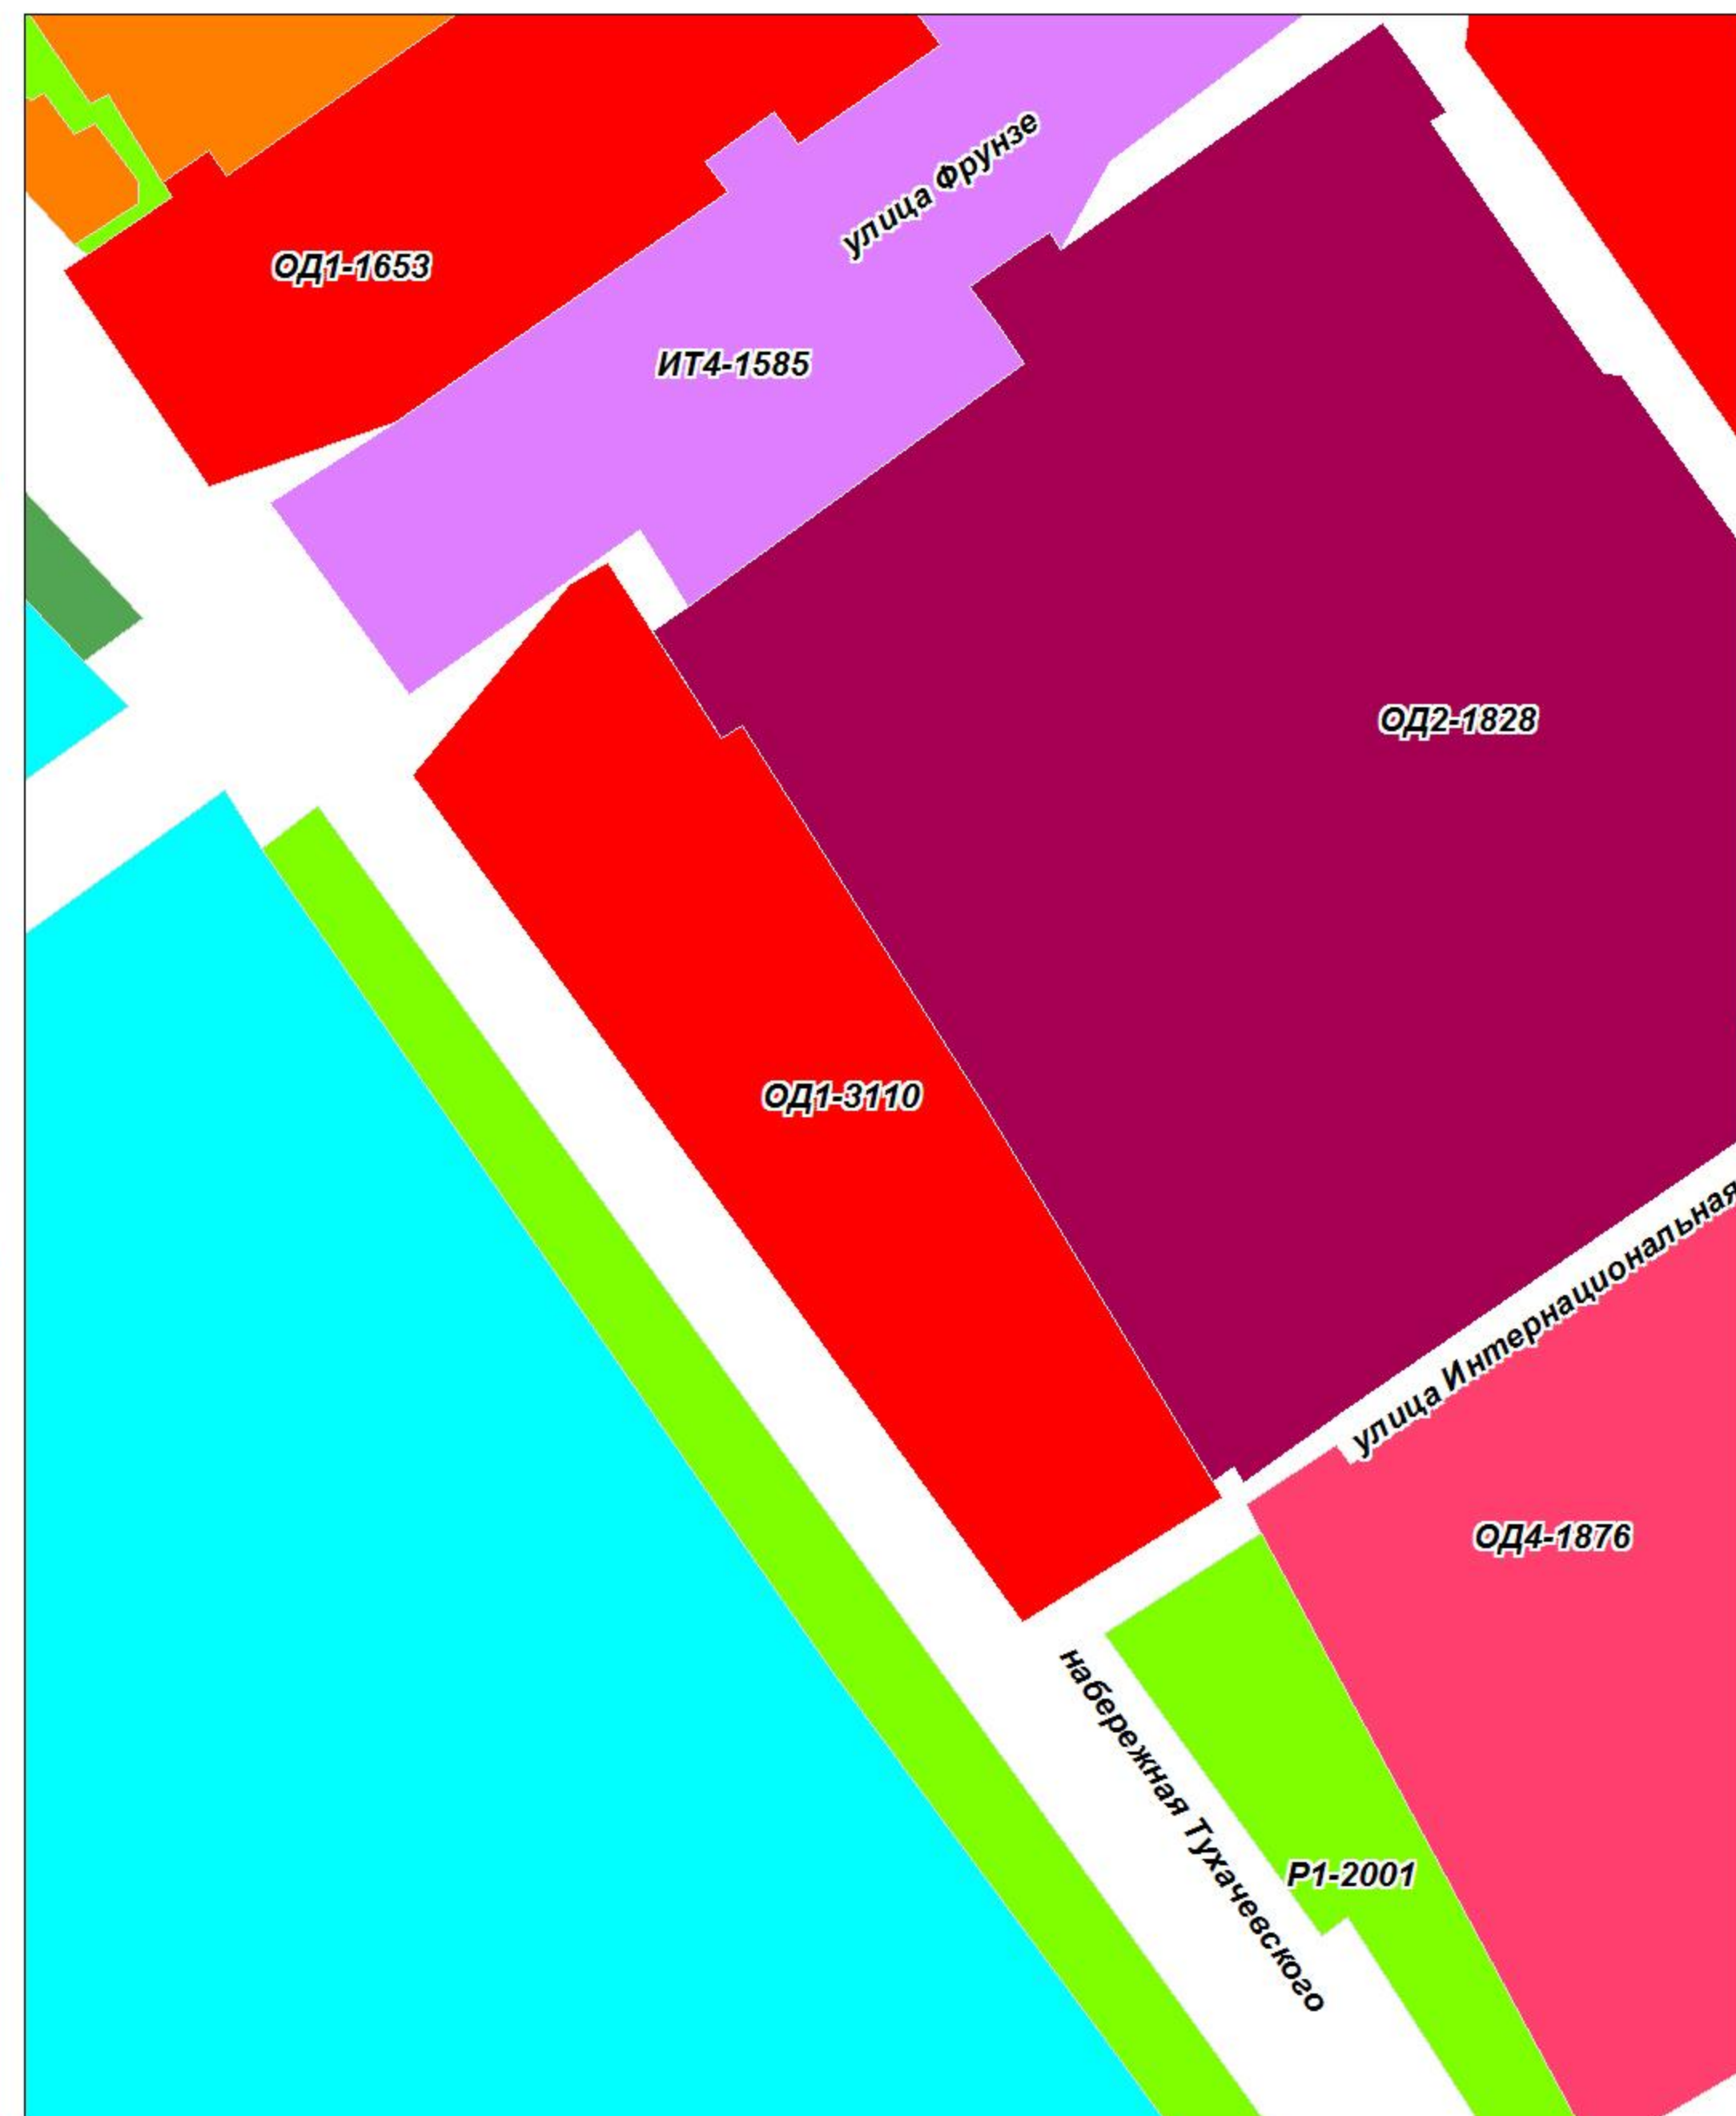 улица Фрунзе
ОД1-1653
ИТ4-1585
ОД2-1828
ОД1-3110
улица Интернациональная
ОД4-1876
набережная Тухачевского
Р1-2001